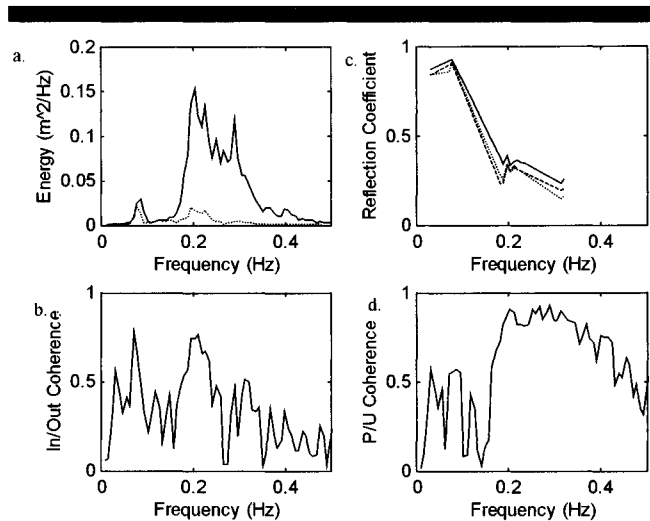 a.
0.2
0.15
0.1
0.05
0
Energy (m^2/Hz)
0 0.2 0.4
Frequency (Hz)
c.
1
0.5
0
Reflection Coefficient
0 0.2 0.4
Frequency (Hz)
b.
1
0.5
0
In/Out Coherence
0 0.2 0.4
Frequency (Hz)
d.
1
0.5
0
P/U Coherence
0 0.2 0.4
Frequency (Hz)